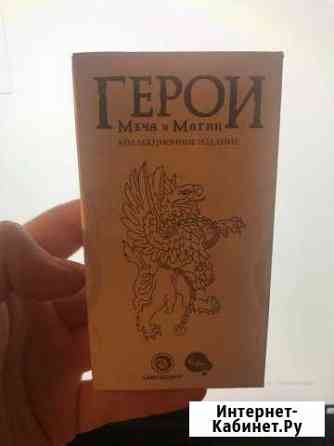 ГЕРОИ
Меча и Магии
КОЛЛЕКЦИОННОЕ ИЗДАНИЕ
Интернет-
Кабинет.Ру